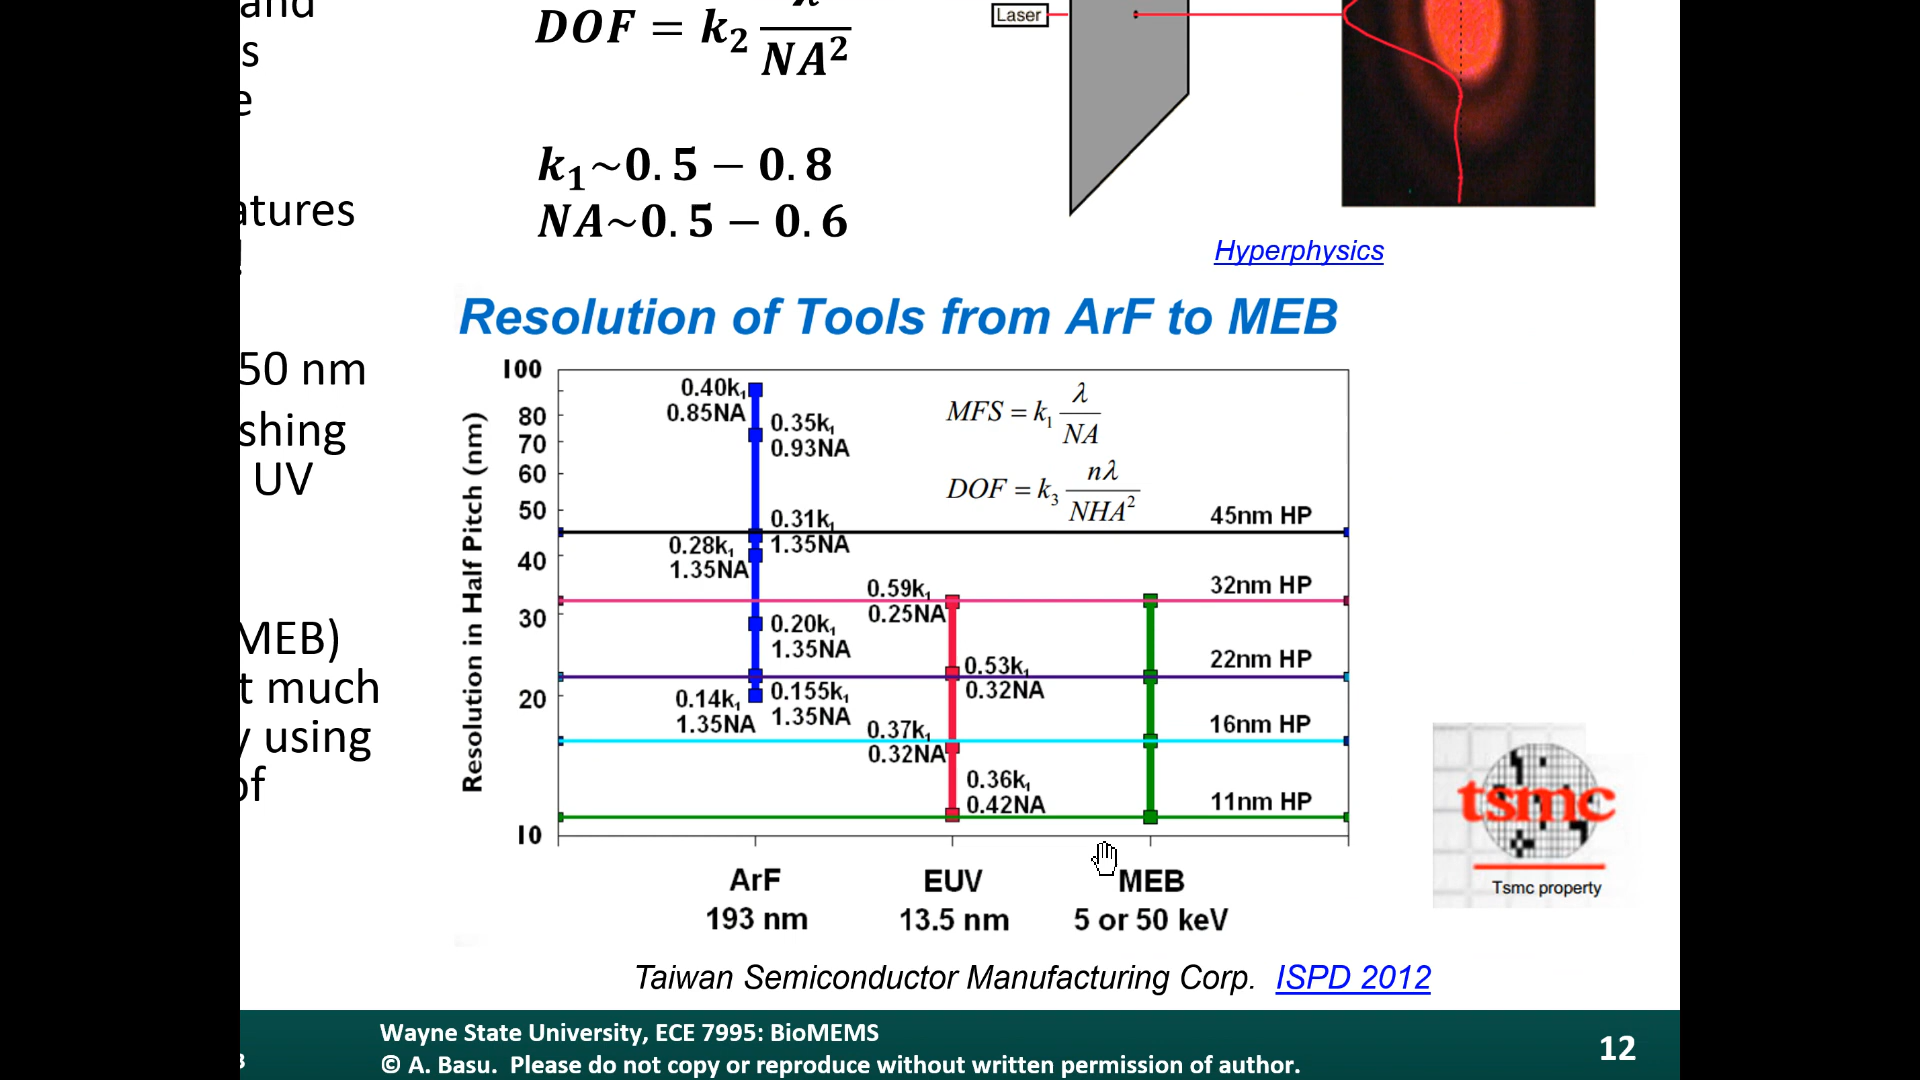 and
s
e
atures
!
50 nm
shing
UV
MEB)
t much
y using
of
DOF = k₂ λ/NA²
k₁~0.5 − 0.8
NA~0.5 − 0.6
Laser
Hyperphysics
Resolution of Tools from ArF to MEB
Resolution in Half Pitch (nm)
100
80
70
60
50
40
30
20
10
0.40k₁
0.85NA
0.35k₁
0.93NA
0.31k₁
1.35NA
0.28k₁
1.35NA
0.20k₁
1.35NA
0.14k₁
1.35NA
0.155k₁
1.35NA
0.59k₁
0.25NA
0.53k₁
0.32NA
0.37k₁
0.32NA
0.36k₁
0.42NA
MFS = k₁ λ/NA
DOF = k₃ nλ/NHA²
45nm HP
32nm HP
22nm HP
16nm HP
11nm HP
ArF
193 nm
EUV
13.5 nm
MEB
5 or 50 keV
tsmc
Tsmc property
Taiwan Semiconductor Manufacturing Corp. ISPD 2012
Wayne State University, ECE 7995: BioMEMS
© A. Basu. Please do not copy or reproduce without written permission of author.
12